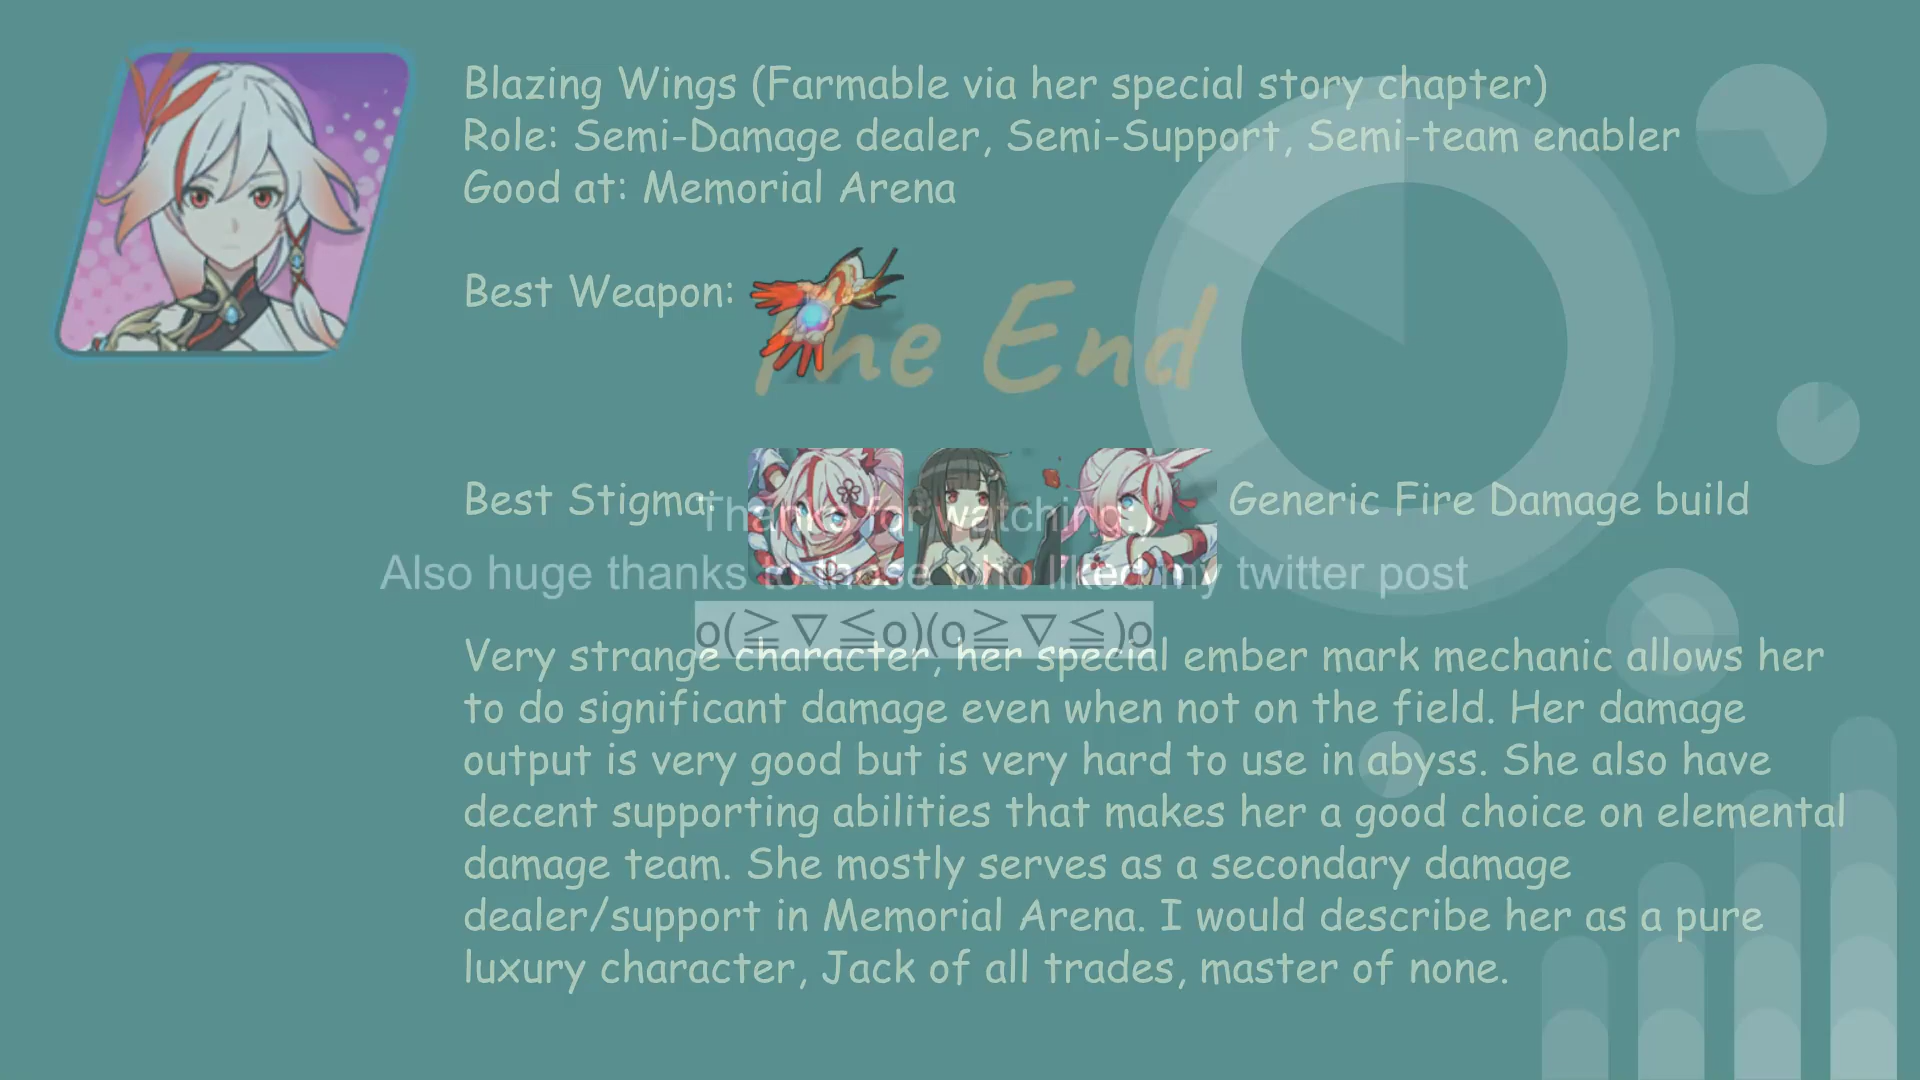 Blazing Wings (Farmable via her special story chapter)
Role: Semi-Damage dealer, Semi-Support, Semi-team enabler
Good at: Memorial Arena
Best Weapon:
The End
Best Stigma:
Generic Fire Damage build
Thanks for watching
Also huge thanks to those who liked my twitter post
o(≧▽≦o)(o≧▽≦)o
Very strange character, her special ember mark mechanic allows her
to do significant damage even when not on the field. Her damage
output is very good but is very hard to use in abyss. She also have
decent supporting abilities that makes her a good choice on elemental
damage team. She mostly serves as a secondary damage
dealer/support in Memorial Arena. I would describe her as a pure
luxury character, Jack of all trades, master of none.